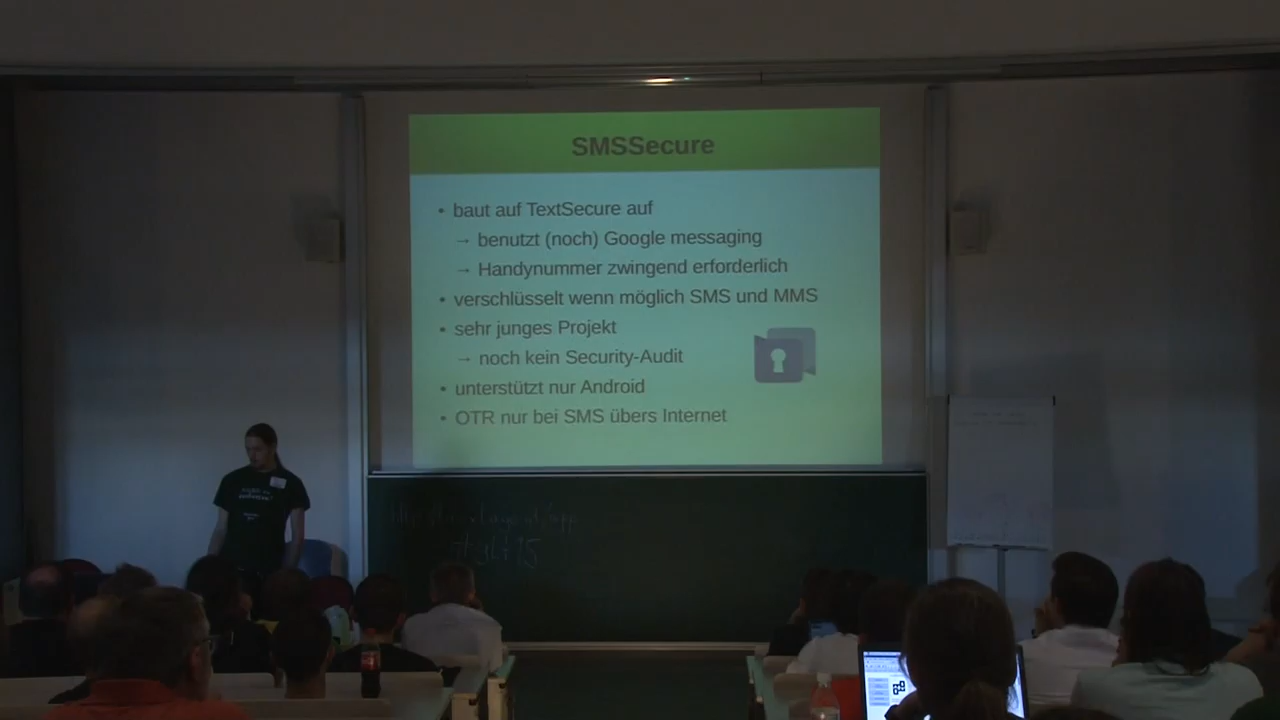 SMSSecure
• baut auf TextSecure auf
→ benutzt (noch) Google messaging
→ Handynummer zwingend erforderlich
• verschlüsselt wenn möglich SMS und MMS
• sehr junges Projekt
→ noch kein Security-Audit
• unterstützt nur Android
• OTR nur bei SMS übers Internet